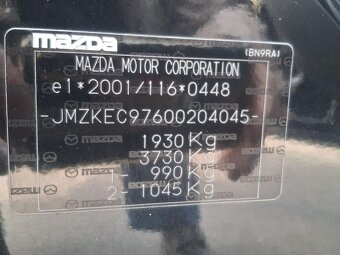 mazda
(BN9RA)
MAZDA MOTOR CORPORATION
e1*2001/116*0448
-JMZKEC97600204045-
1930 Kg
3730 Kg
1- 990 Kg
2- 1045 Kg